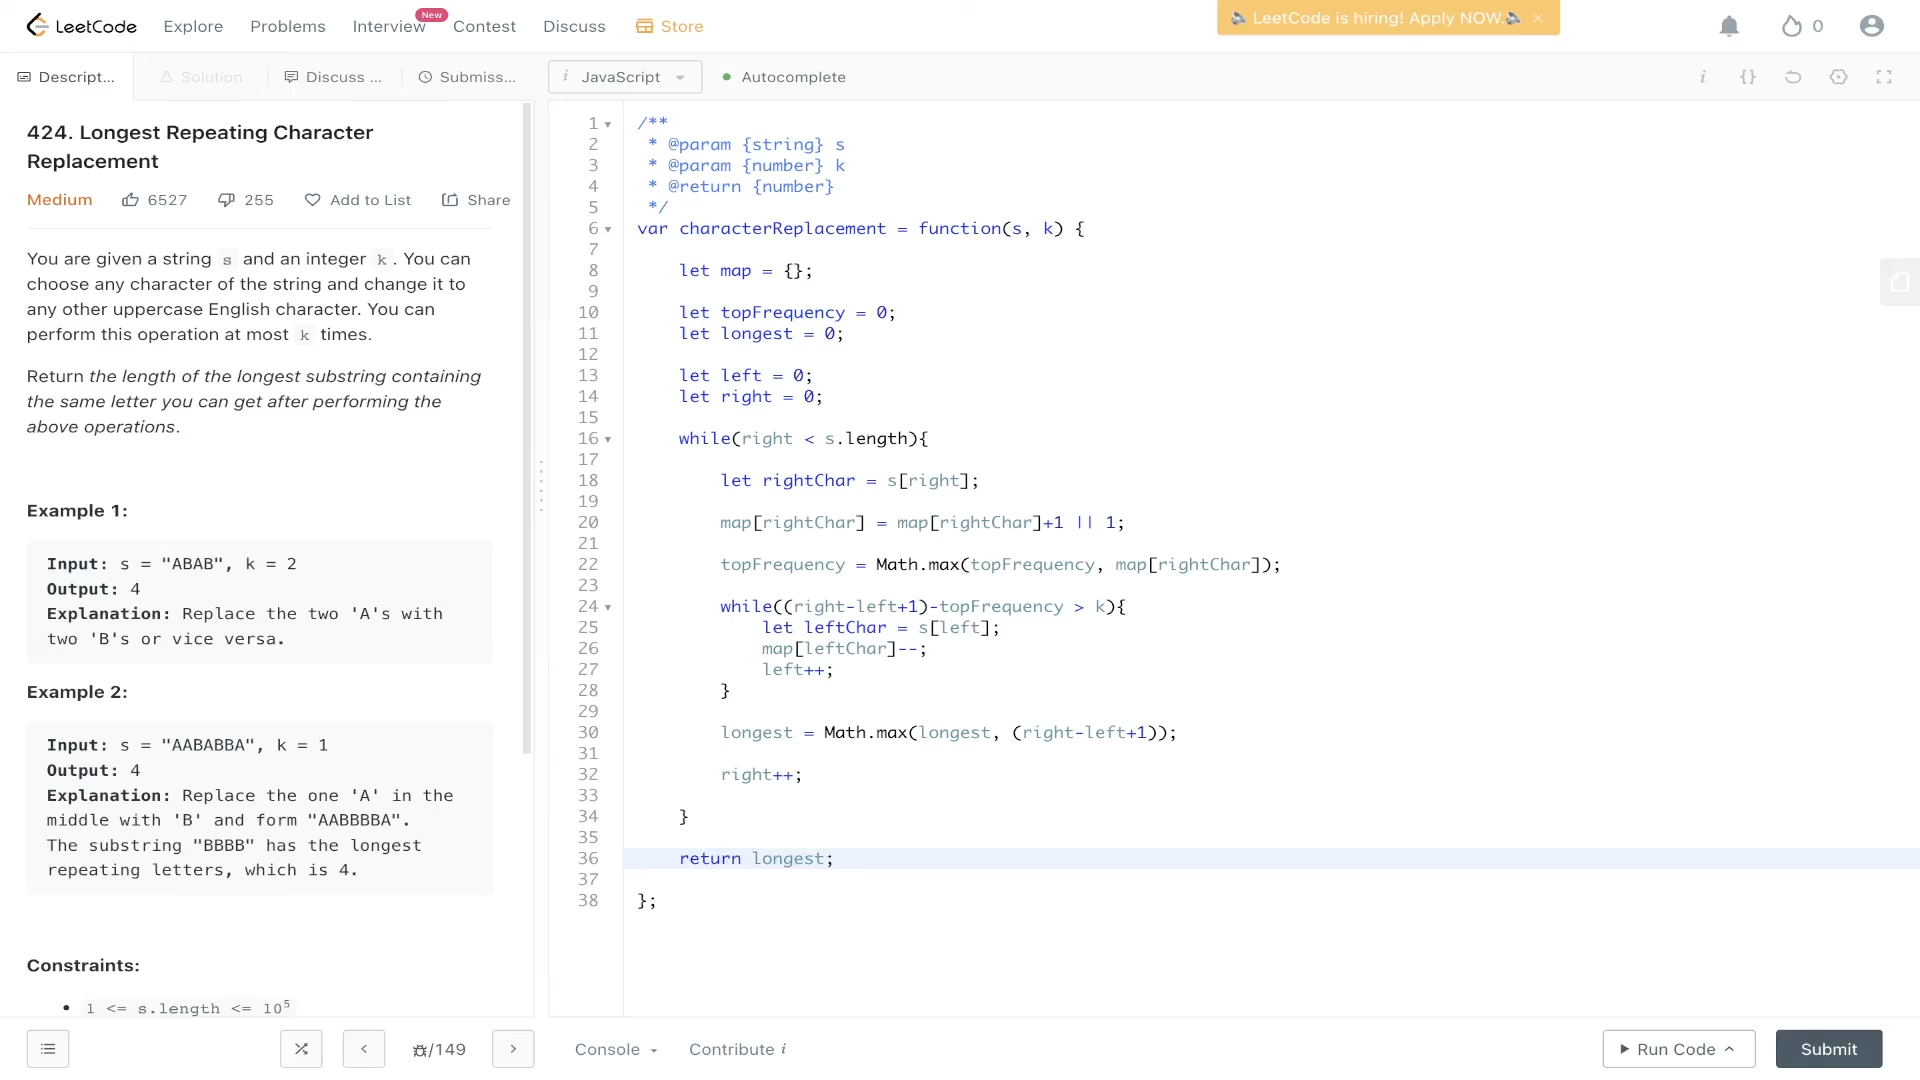 LeetCode
Explore
Problems
Interview
New
Contest
Discuss
Store
LeetCode is hiring! Apply NOW.
0
Descript...
Solution
Discuss ...
Submiss...
i JavaScript
Autocomplete
424. Longest Repeating Character
Replacement
Medium
6527
255
Add to List
Share
You are given a string s and an integer k. You can
choose any character of the string and change it to
any other uppercase English character. You can
perform this operation at most k times.
Return the length of the longest substring containing
the same letter you can get after performing the
above operations.
Example 1:
Input: s = "ABAB", k = 2
Output: 4
Explanation: Replace the two 'A's with
two 'B's or vice versa.
Example 2:
Input: s = "AABABBA", k = 1
Output: 4
Explanation: Replace the one 'A' in the
middle with 'B' and form "AABBBBA".
The substring "BBBB" has the longest
repeating letters, which is 4.
Constraints:
• 1 <= s.length <= 10⁵
1 /**
2 * @param {string} s
3 * @param {number} k
4 * @return {number}
5 */
6 var characterReplacement = function(s, k) {
7
8 let map = {};
9
10 let topFrequency = 0;
11 let longest = 0;
12
13 let left = 0;
14 let right = 0;
15
16 while(right < s.length){
17
18 let rightChar = s[right];
19
20 map[rightChar] = map[rightChar]+1 || 1;
21
22 topFrequency = Math.max(topFrequency, map[rightChar]);
23
24 while((right-left+1)-topFrequency > k){
25 let leftChar = s[left];
26 map[leftChar]--;
27 left++;
28 }
29
30 longest = Math.max(longest, (right-left+1));
31
32 right++;
33
34 }
35
36 return longest;
37
38 };
/149
Console
Contribute i
Run Code
Submit